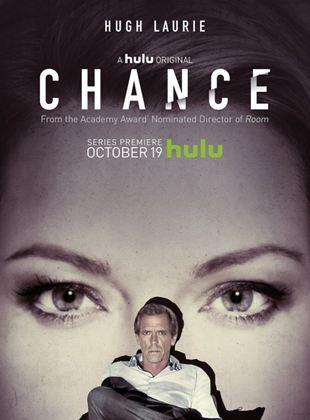 HUGH LAURIE
A hulu ORIGINAL
CHANCE
From the Academy Award® Nominated Director of Room
SERIES PREMIERE
OCTOBER 19 hulu